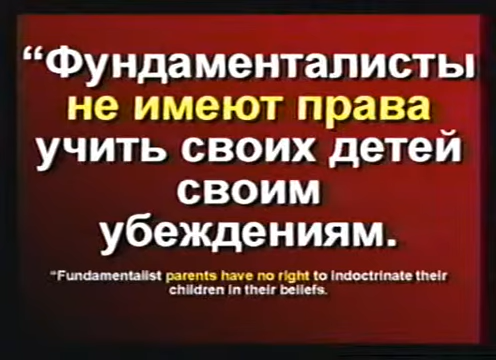 “Фундаменталисты
не имеют права
учить своих детей
своим
убеждениям.
“Fundamentalist parents have no right to indoctrinate their
children in their beliefs.